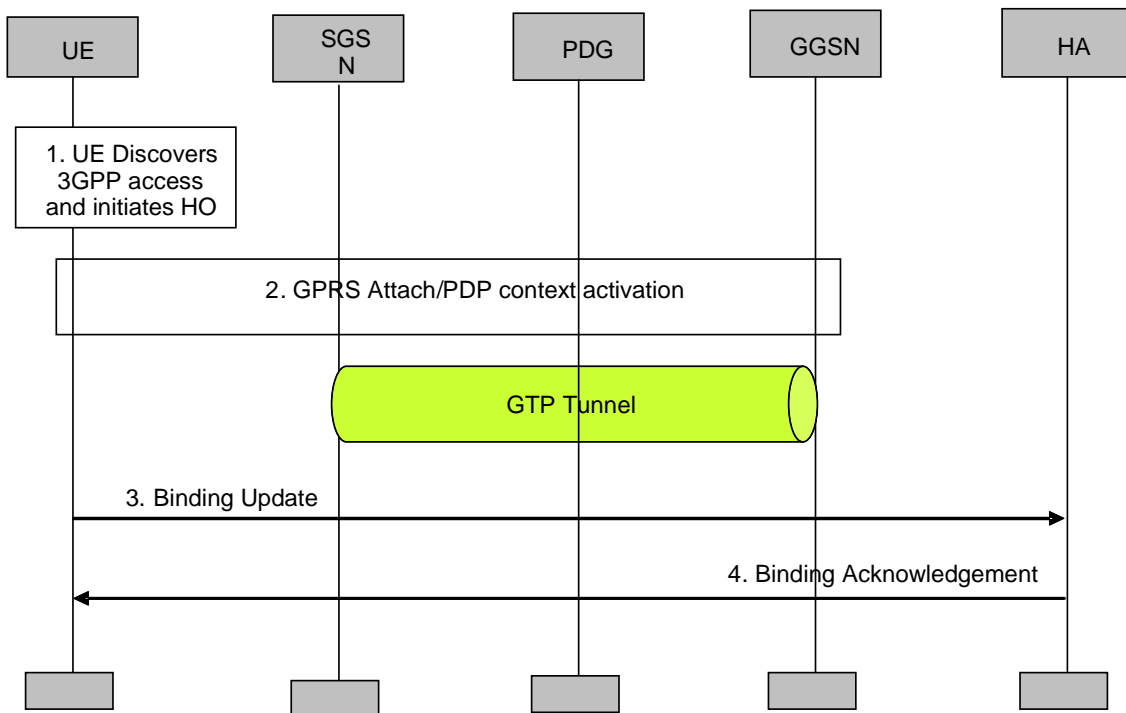 UE
SGS
N
PDG
GGSN
HA
1. UE Discovers
3GPP access
and initiates HO
2. GPRS Attach/PDP context activation
GTP Tunnel
3. Binding Update
4. Binding Acknowledgement